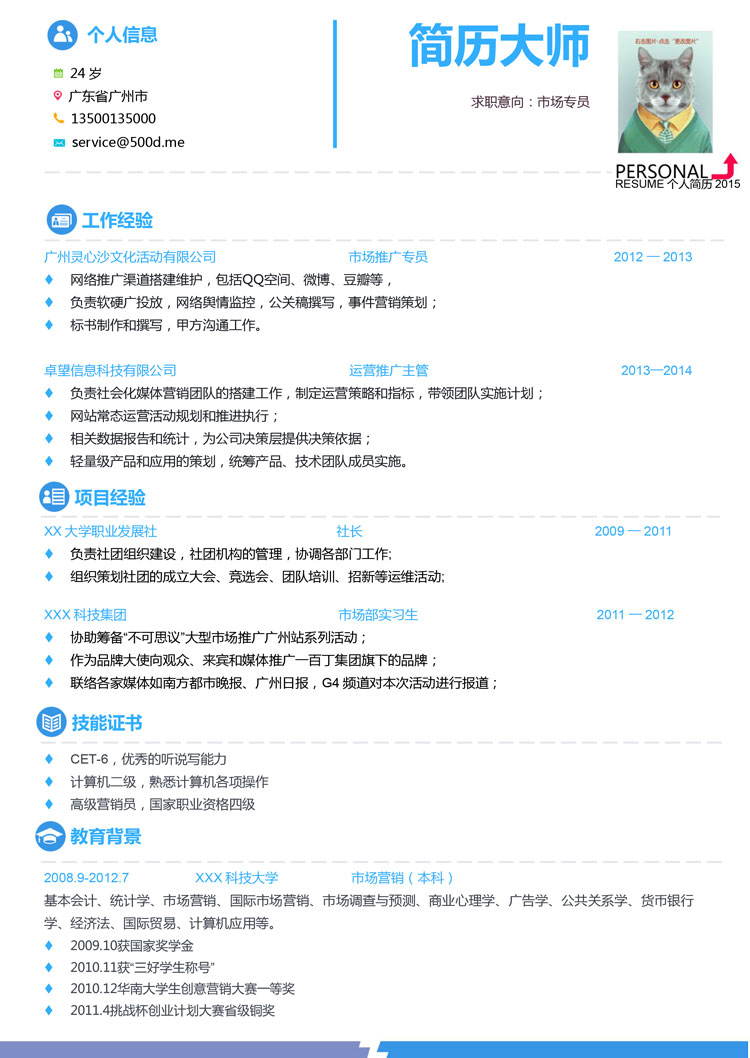 个人信息
24 岁
广东省广州市
13500135000
service@500d.me
简历大师
求职意向：市场专员
右击图片-点击“更改图片”
PERSONAL
RESUME 个人简历 2015
工作经验
广州灵心沙文化活动有限公司 市场推广专员 2012 — 2013
网络推广渠道搭建维护，包括QQ空间、微博、豆瓣等，
负责软硬广投放，网络舆情监控，公关稿撰写，事件营销策划；
标书制作和撰写，甲方沟通工作。
卓望信息科技有限公司 运营推广主管 2013—2014
负责社会化媒体营销团队的搭建工作，制定运营策略和指标，带领团队实施计划；
网站常态运营活动规划和推进执行；
相关数据报告和统计，为公司决策层提供决策依据；
轻量级产品和应用的策划，统筹产品、技术团队成员实施。
项目经验
XX 大学职业发展社 社长 2009 — 2011
负责社团组织建设，社团机构的管理，协调各部门工作;
组织策划社团的成立大会、竞选会、团队培训、招新等运维活动;
XXX 科技集团 市场部实习生 2011 — 2012
协助筹备“不可思议”大型市场推广广州站系列活动；
作为品牌大使向观众、来宾和媒体推广一百丁集团旗下的品牌；
联络各家媒体如南方都市晚报、广州日报，G4 频道对本次活动进行报道；
技能证书
CET-6，优秀的听说写能力
计算机二级，熟悉计算机各项操作
高级营销员，国家职业资格四级
教育背景
2008.9-2012.7 XXX 科技大学 市场营销（本科）
基本会计、统计学、市场营销、国际市场营销、市场调查与预测、商业心理学、广告学、公共关系学、货币银行
学、经济法、国际贸易、计算机应用等。
2009.10获国家奖学金
2010.11获“三好学生称号”
2010.12华南大学生创意营销大赛一等奖
2011.4挑战杯创业计划大赛省级铜奖